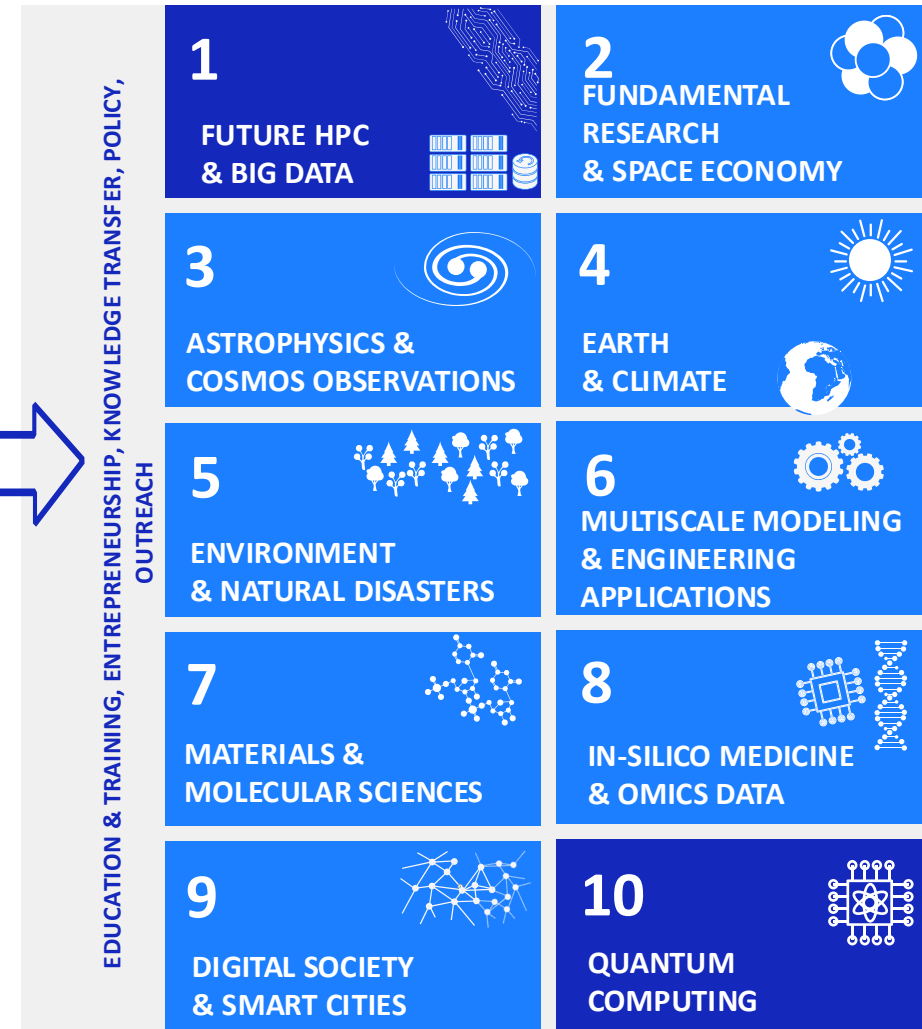 EDUCATION & TRAINING, ENTREPRENEURSHIP, KNOWLEDGE TRANSFER, POLICY,
OUTREACH
1
FUTURE HPC
& BIG DATA
2
FUNDAMENTAL
RESEARCH
& SPACE ECONOMY
3
ASTROPHYSICS &
COSMOS OBSERVATIONS
4
EARTH
& CLIMATE
5
ENVIRONMENT
& NATURAL DISASTERS
6
MULTISCALE MODELING
& ENGINEERING
APPLICATIONS
7
MATERIALS &
MOLECULAR SCIENCES
8
IN-SILICO MEDICINE
& OMICS DATA
9
DIGITAL SOCIETY
& SMART CITIES
10
QUANTUM
COMPUTING